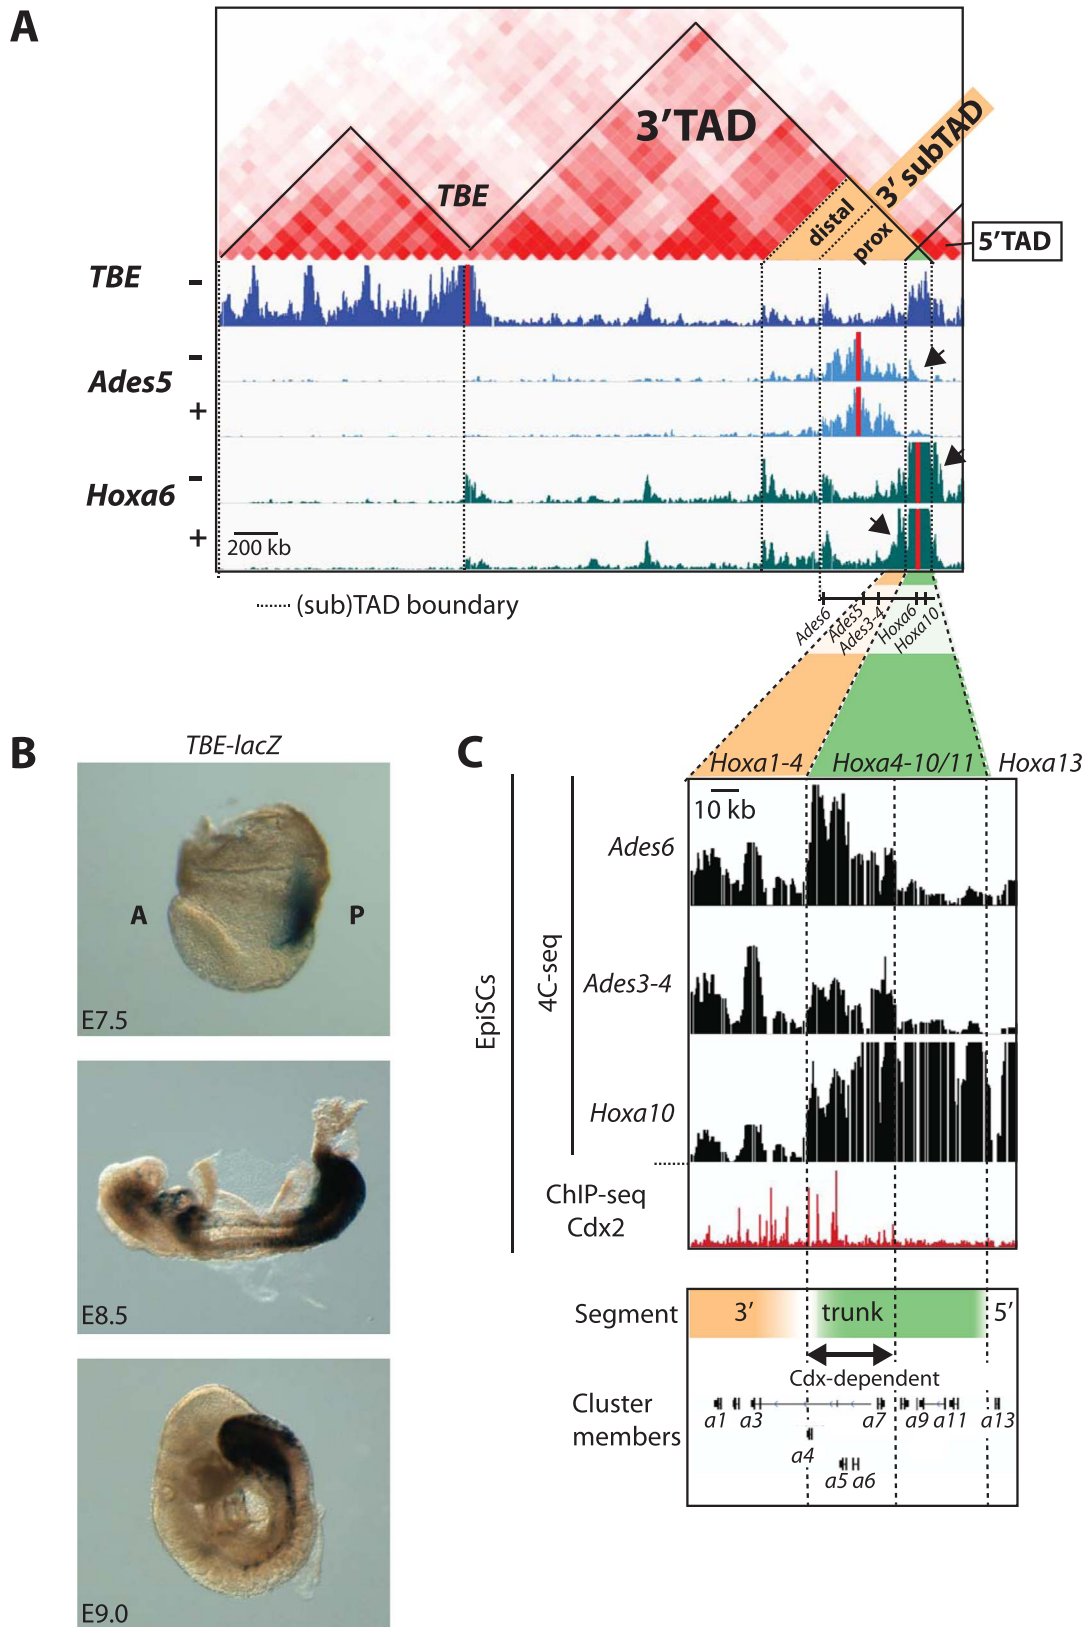 A
3'TAD
3' subTAD
TBE
distal
prox
5'TAD
TBE
-
Ades5
-
+
Hoxa6
-
+
200 kb
(sub)TAD boundary
Ades6
Ades5
Ades3-4
Hoxa6
Hoxa10
B
TBE-lacZ
A
P
E7.5
E8.5
E9.0
C
Hoxa1-4
Hoxa4-10/11
Hoxa13
10 kb
EpiSCs
4C-seq
Ades6
Ades3-4
Hoxa10
ChIP-seq
Cdx2
Segment
3'
trunk
5'
Cdx-dependent
Cluster
members
a1 a3 a7 a9 a11 a13
a4
a5 a6